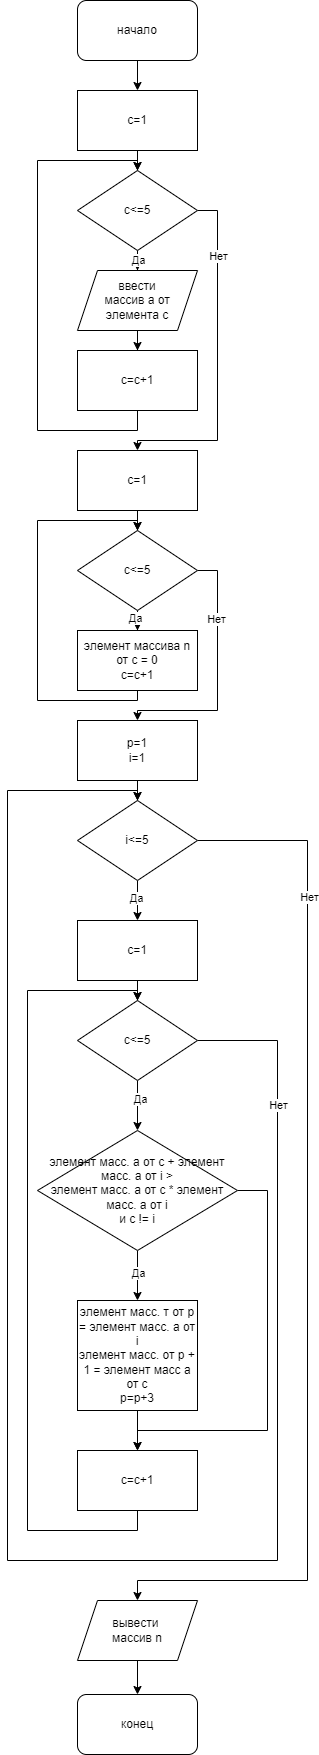 начало
c=1
c<=5
Да
Нет
ввести
массив а от
элемента с
c=c+1
c=1
c<=5
Да
Нет
элемент массива n
от с = 0
c=c+1
p=1
i=1
i<=5
Да
Нет
c=1
c<=5
Да
Нет
элемент масс. а от с + элемент
масс. а от i >
элемент масс. а от с * элемент
масс. а от i
и с != i
Да
элемент масс. т от р
= элемент масс. а от
i
элемент масс. от р +
1 = элемент масс а
от с
p=p+3
c=c+1
вывести
массив n
конец